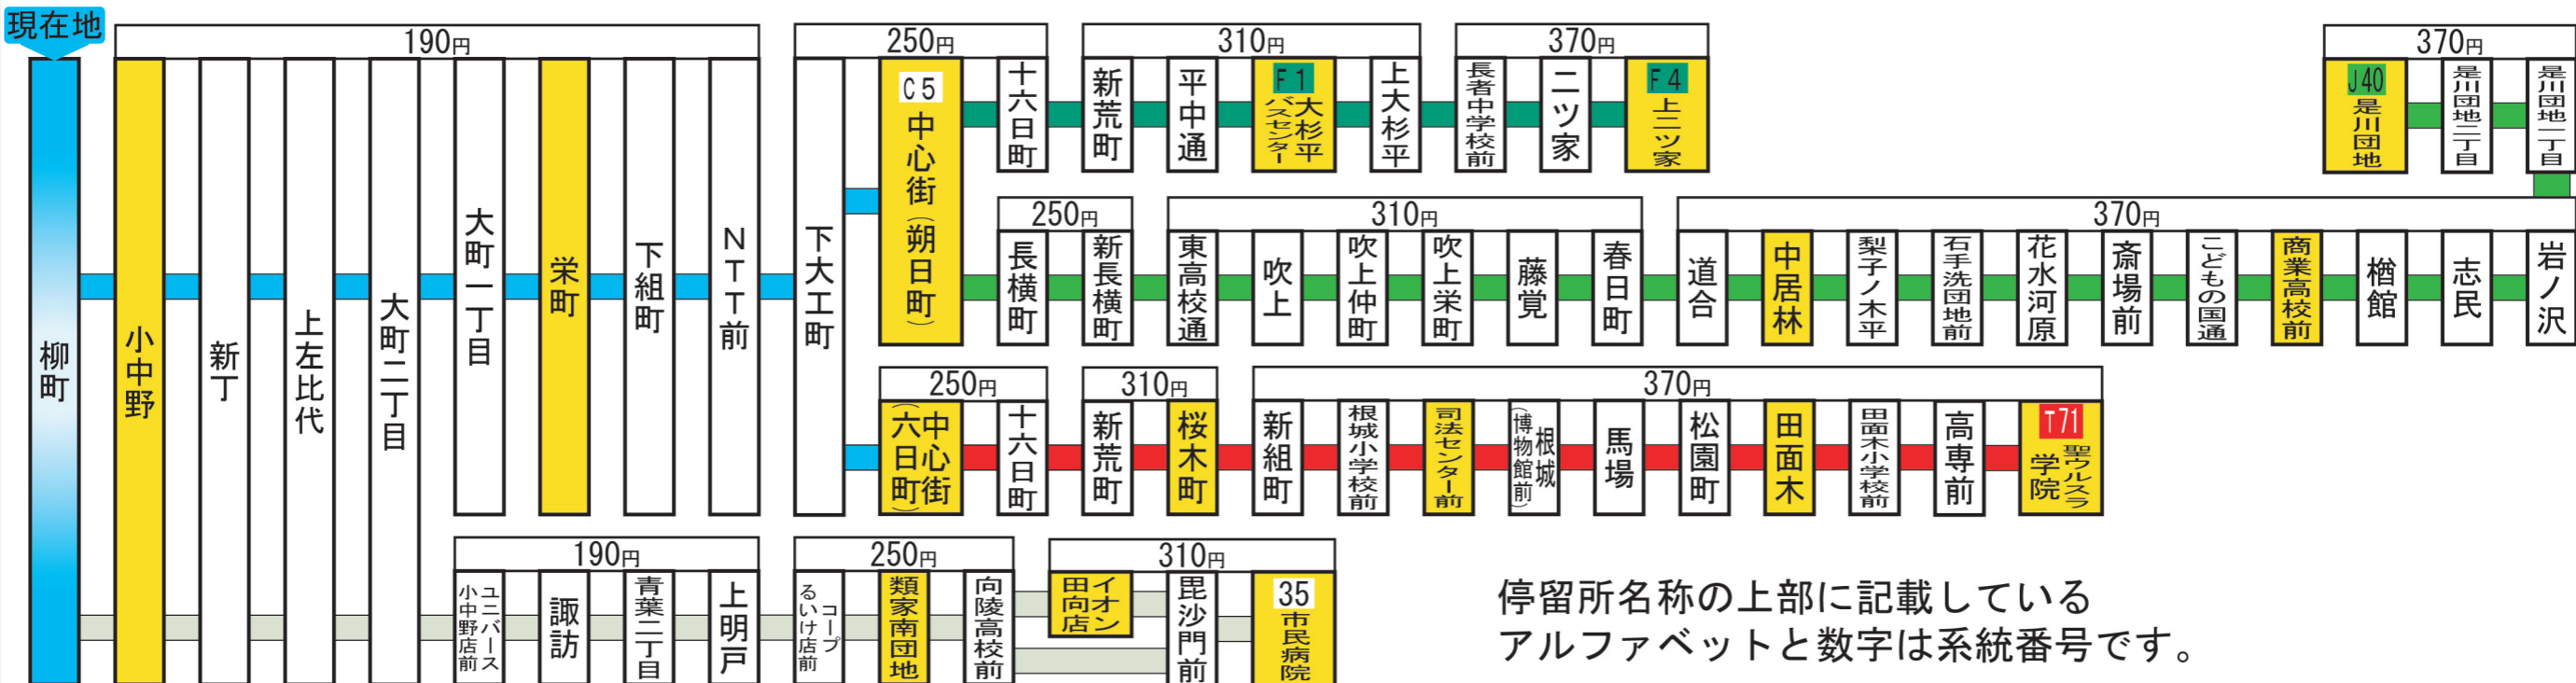 現在地
190円
250円
310円
370円
370円
柳町
小中野
新丁
上左比代
大町二丁目
大町一丁目
栄町
下組町
NTT前
下大工町
C5
中心街（朔日町）
十六日町
新荒町
平中通
F1
大杉平バスセンター
上大杉平
長者中学校前
二ツ家
F4
上二ツ家
J40
是川団地
是川団地二丁目
是川団地一丁目
250円
310円
370円
長横町
新長横町
東高校通
吹上
吹上仲町
吹上栄町
藤覚
春日町
道合
中居林
梨子ノ木平
石手洗団地前
花水河原
斎場前
こどもの国通
商業高校前
楢館
志民
岩ノ沢
250円
310円
370円
中心街（六日町）
十六日町
新荒町
桜木町
新組町
根城小学校前
司法センター前
根城（博物館前）
馬場
松園町
田面木
田面木小学校前
高専前
T71
聖ウルスラ学院
190円
250円
310円
ユニバース小中野店前
諏訪
青葉二丁目
上明戸
コープるいけ店前
類家南団地
向陵高校前
イオン田向店
毘沙門前
35
市民病院
停留所名称の上部に記載している
アルファベットと数字は系統番号です。